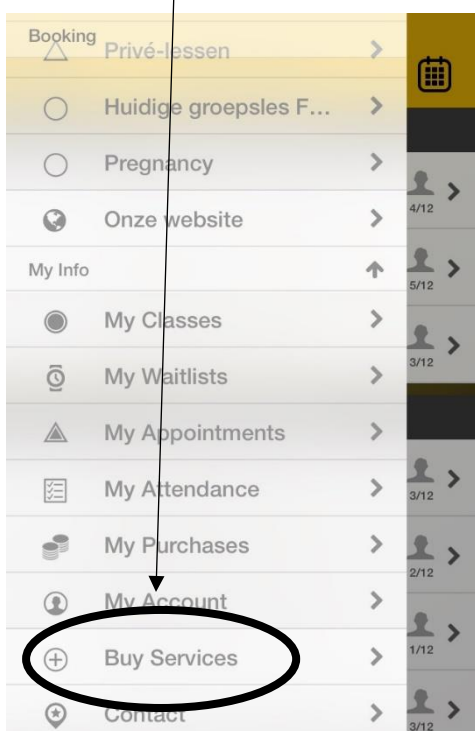 Booking
Privé-lessen
Huidige groepsles F...
Pregnancy
Onze website
4/12
My Info
5/12
My Classes
3/12
My Waitlists
My Appointments
My Attendance
3/12
My Purchases
2/12
My Account
1/12
Buy Services
Contact
3/12